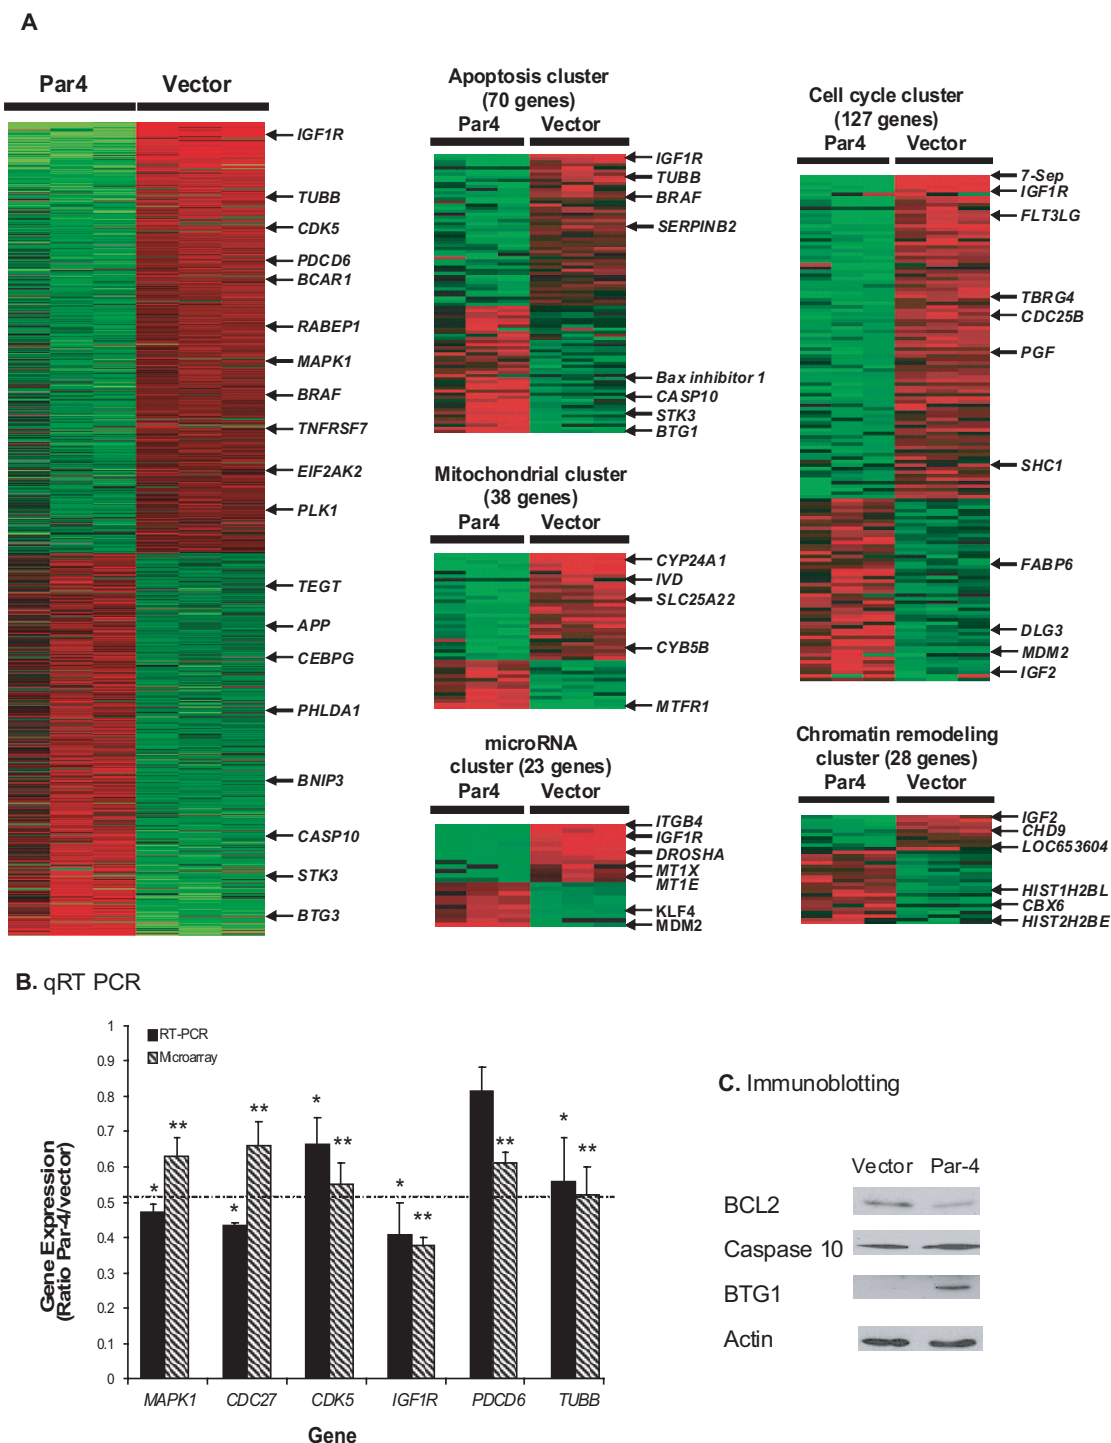 A
Par4 Vector
IGF1R
TUBB
CDK5
PDCD6
BCAR1
RABEP1
MAPK1
BRAF
TNFRSF7
EIF2AK2
PLK1
TEGT
APP
CEBPG
PHLDA1
BNIP3
CASP10
STK3
BTG3
Apoptosis cluster
(70 genes)
Par4 Vector
IGF1R
TUBB
BRAF
SERPINB2
Bax inhibitor 1
CASP10
STK3
BTG1
Mitochondrial cluster
(38 genes)
Par4 Vector
CYP24A1
IVD
SLC25A22
CYB5B
MTFR1
microRNA
cluster (23 genes)
Par4 Vector
ITGB4
IGF1R
DROSHA
MT1X
MT1E
KLF4
MDM2
Cell cycle cluster
(127 genes)
Par4 Vector
7-Sep
IGF1R
FLT3LG
TBRG4
CDC25B
PGF
SHC1
FABP6
DLG3
MDM2
IGF2
Chromatin remodeling
cluster (28 genes)
Par4 Vector
IGF2
CHD9
LOC653604
HIST1H2BL
CBX6
HIST2H2BE
B. qRT PCR
Gene Expression
(Ratio Par-4/vector)
1
0.9
0.8
0.7
0.6
0.5
0.4
0.3
0.2
0.1
0
RT-PCR
Microarray
* ** * ** * ** * ** ** * **
MAPK1 CDC27 CDK5 IGF1R PDCD6 TUBB
Gene
C. Immunoblotting
Vector Par-4
BCL2
Caspase 10
BTG1
Actin